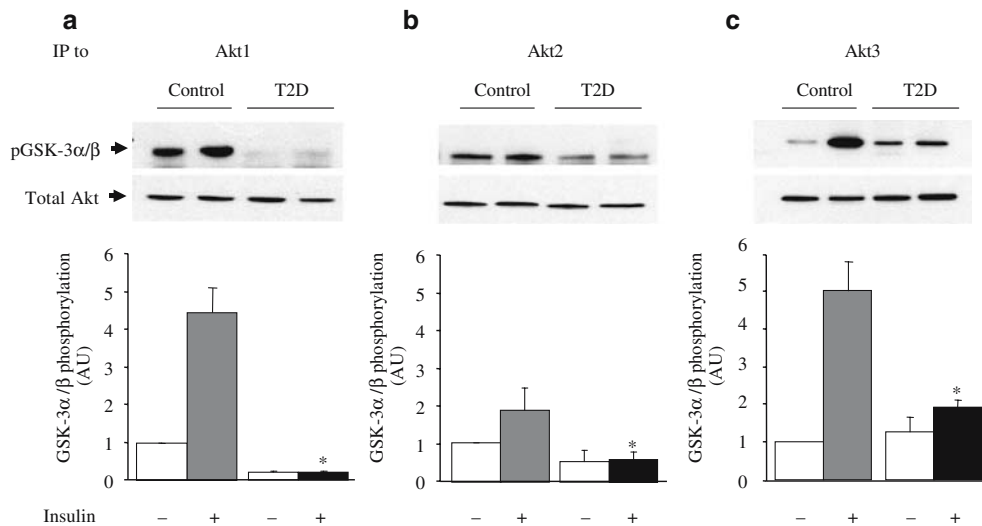 a b c
IP to Akt1 Akt2 Akt3
Control T2D Control T2D Control T2D
pGSK-3α/β
Total Akt
GSK-3α/β phosphorylation
(AU)
6
5
4
3
2
1
0
*
GSK-3α/β phosphorylation
(AU)
6
5
4
3
2
1
0
*
GSK-3α/β phosphorylation
(AU)
6
5
4
3
2
1
0
*
Insulin – + – + – + – + – + – +